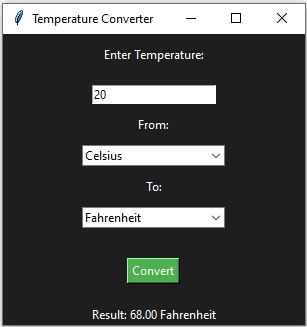 Temperature Converter
Enter Temperature:
20
From:
Celsius
To:
Fahrenheit
Convert
Result: 68.00 Fahrenheit